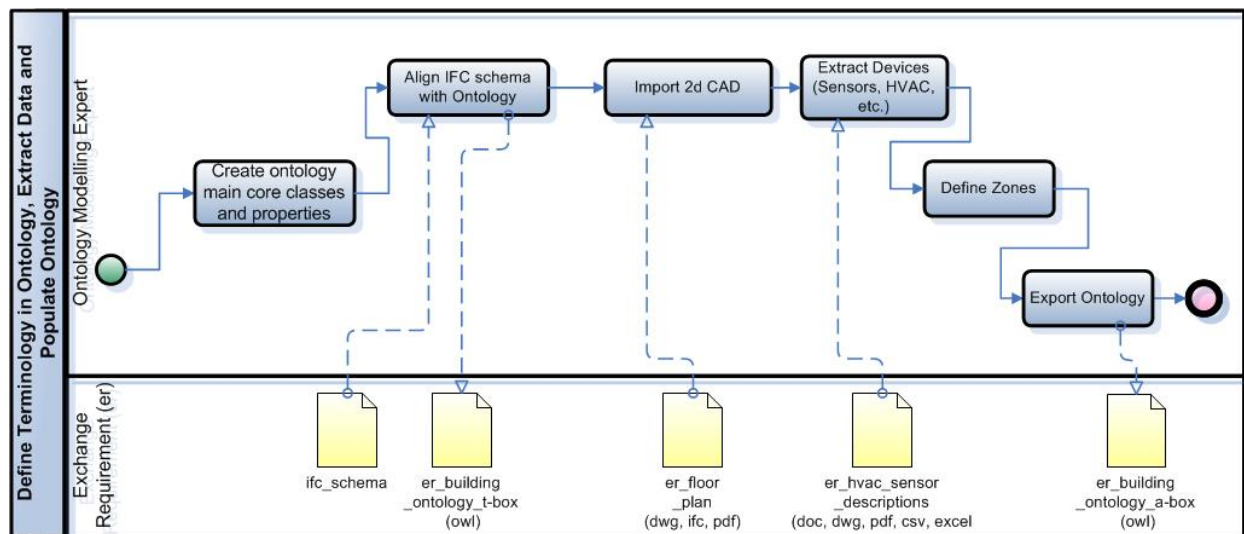 Define Terminology in Ontology, Extract Data and
Populate Ontology
Ontology Modelling Expert
Create ontology
main core classes
and properties
Align IFC schema
with Ontology
Import 2d CAD
Extract Devices
(Sensors, HVAC,
etc.)
Define Zones
Export Ontology
Exchange
Requirement (er)
ifc_schema
er_building
_ontology_t-box
(owl)
er_floor
_plan
(dwg, ifc, pdf)
er_hvac_sensor
_descriptions
(doc, dwg, pdf, csv, excel
er_building
_ontology_a-box
(owl)